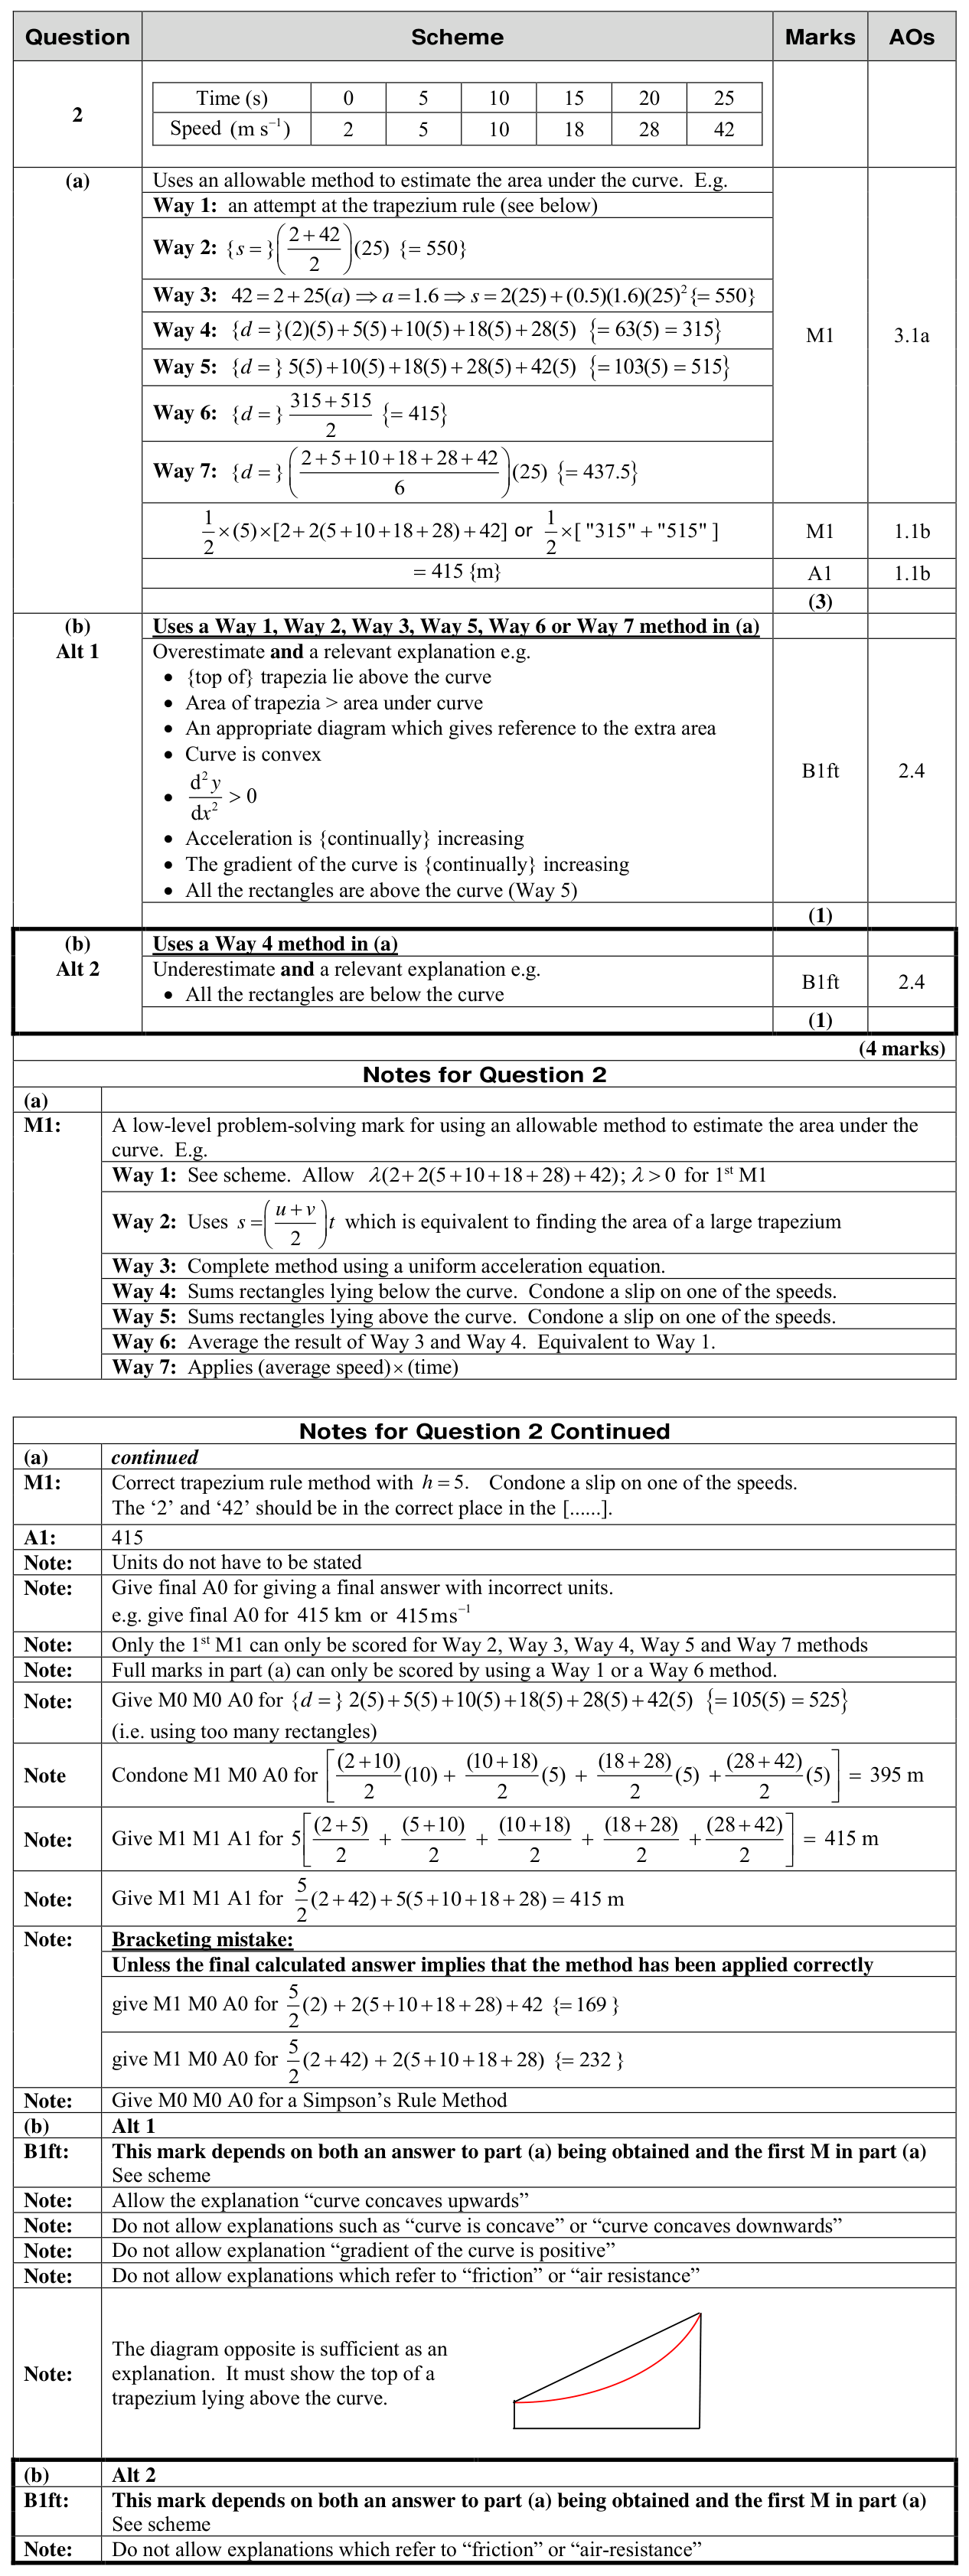 Question Scheme Marks AOs
2
Time (s) 0 5 10 15 20 25
Speed (m s⁻¹) 2 5 10 18 28 42
(a) Uses an allowable method to estimate the area under the curve. E.g.
Way 1: an attempt at the trapezium rule (see below)
Way 2: {s = }((2 + 42)/2)(25) {= 550}
Way 3: 42 = 2 + 25(a) ⇒ a = 1.6 ⇒ s = 2(25) + (0.5)(1.6)(25)² {= 550}
Way 4: {d = }(2)(5) + 5(5) + 10(5) + 18(5) + 28(5) {= 63(5) = 315}
M1 3.1a
Way 5: {d = } 5(5) + 10(5) + 18(5) + 28(5) + 42(5) {= 103(5) = 515}
Way 6: {d = } (315 + 515)/2 {= 415}
Way 7: {d = } ((2 + 5 + 10 + 18 + 28 + 42)/6)(25) {= 437.5}
1/2 × (5) × [2 + 2(5 + 10 + 18 + 28) + 42] or 1/2 × [ "315" + "515" ] M1 1.1b
= 415 {m} A1 1.1b
(3)
(b) Uses a Way 1, Way 2, Way 3, Way 5, Way 6 or Way 7 method in (a)
Alt 1 Overestimate and a relevant explanation e.g.
• {top of} trapezia lie above the curve
• Area of trapezia > area under curve
• An appropriate diagram which gives reference to the extra area
• Curve is convex
B1ft 2.4
• d²y/dx² > 0
• Acceleration is {continually} increasing
• The gradient of the curve is {continually} increasing
• All the rectangles are above the curve (Way 5)
(1)
(b) Uses a Way 4 method in (a)
Alt 2 Underestimate and a relevant explanation e.g.
• All the rectangles are below the curve
B1ft 2.4
(1)
(4 marks)
Notes for Question 2
(a)
M1: A low-level problem-solving mark for using an allowable method to estimate the area under the
curve. E.g.
Way 1: See scheme. Allow λ(2 + 2(5 + 10 + 18 + 28) + 42); λ > 0 for 1st M1
Way 2: Uses s = ((u + v)/2)t which is equivalent to finding the area of a large trapezium
Way 3: Complete method using a uniform acceleration equation.
Way 4: Sums rectangles lying below the curve. Condone a slip on one of the speeds.
Way 5: Sums rectangles lying above the curve. Condone a slip on one of the speeds.
Way 6: Average the result of Way 3 and Way 4. Equivalent to Way 1.
Way 7: Applies (average speed) × (time)
Notes for Question 2 Continued
(a) continued
M1: Correct trapezium rule method with h = 5. Condone a slip on one of the speeds.
The ‘2’ and ‘42’ should be in the correct place in the [......].
A1: 415
Note: Units do not have to be stated
Note: Give final A0 for giving a final answer with incorrect units.
e.g. give final A0 for 415 km or 415 m s⁻¹
Note: Only the 1st M1 can only be scored for Way 2, Way 3, Way 4, Way 5 and Way 7 methods
Note: Full marks in part (a) can only be scored by using a Way 1 or a Way 6 method.
Note: Give M0 M0 A0 for {d = } 2(5) + 5(5) + 10(5) + 18(5) + 28(5) + 42(5) {= 105(5) = 525}
(i.e. using too many rectangles)
Note Condone M1 M0 A0 for [(2 + 10)/2 (10) + (10 + 18)/2 (5) + (18 + 28)/2 (5) + (28 + 42)/2 (5)] = 395 m
Note: Give M1 M1 A1 for 5[(2 + 5)/2 + (5 + 10)/2 + (10 + 18)/2 + (18 + 28)/2 + (28 + 42)/2] = 415 m
Note: Give M1 M1 A1 for 5/2 (2 + 42) + 5(5 + 10 + 18 + 28) = 415 m
Note: Bracketing mistake:
Unless the final calculated answer implies that the method has been applied correctly
give M1 M0 A0 for 5/2 (2) + 2(5 + 10 + 18 + 28) + 42 {= 169 }
give M1 M0 A0 for 5/2 (2 + 42) + 2(5 + 10 + 18 + 28) {= 232 }
Note: Give M0 M0 A0 for a Simpson’s Rule Method
(b) Alt 1
B1ft: This mark depends on both an answer to part (a) being obtained and the first M in part (a)
See scheme
Note: Allow the explanation “curve concaves upwards”
Note: Do not allow explanations such as “curve is concave” or “curve concaves downwards”
Note: Do not allow explanation “gradient of the curve is positive”
Note: Do not allow explanations which refer to “friction” or “air resistance”
Note: The diagram opposite is sufficient as an
explanation. It must show the top of a
trapezium lying above the curve.
(b) Alt 2
B1ft: This mark depends on both an answer to part (a) being obtained and the first M in part (a)
See scheme
Note: Do not allow explanations which refer to “friction” or “air-resistance”